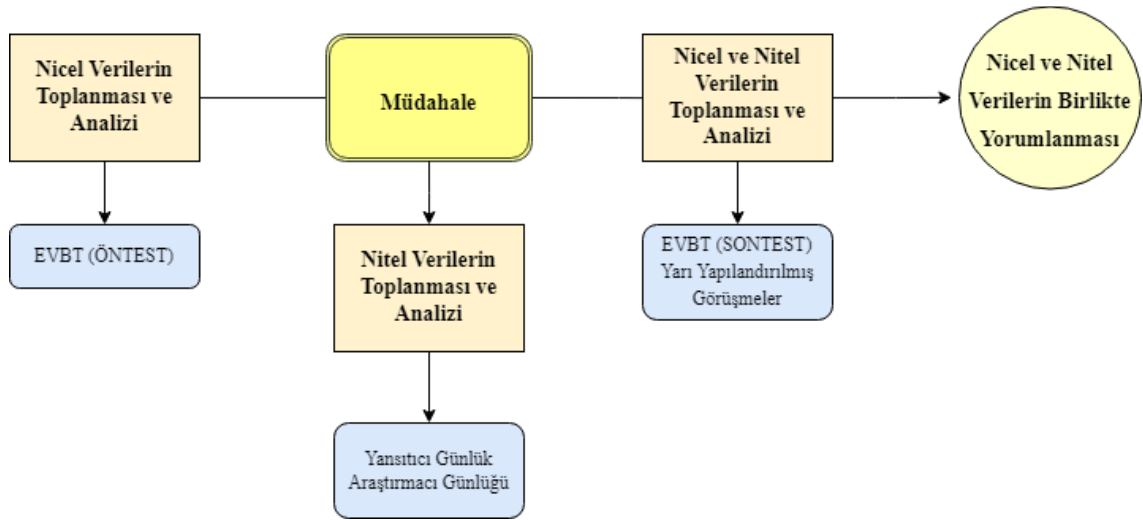 Nicel Verilerin
Toplanması ve
Analizi
Müdahale
Nicel ve Nitel
Verilerin
Toplanması ve
Analizi
Nicel ve Nitel
Verilerin Birlikte
Yorumlanması
EVBT (ÖNTEST)
Nitel Verilerin
Toplanması ve
Analizi
EVBT (SONTEST)
Yarı Yapılandırılmış
Görüşmeler
Yansıtıcı Günlük
Araştırmacı Günlüğü